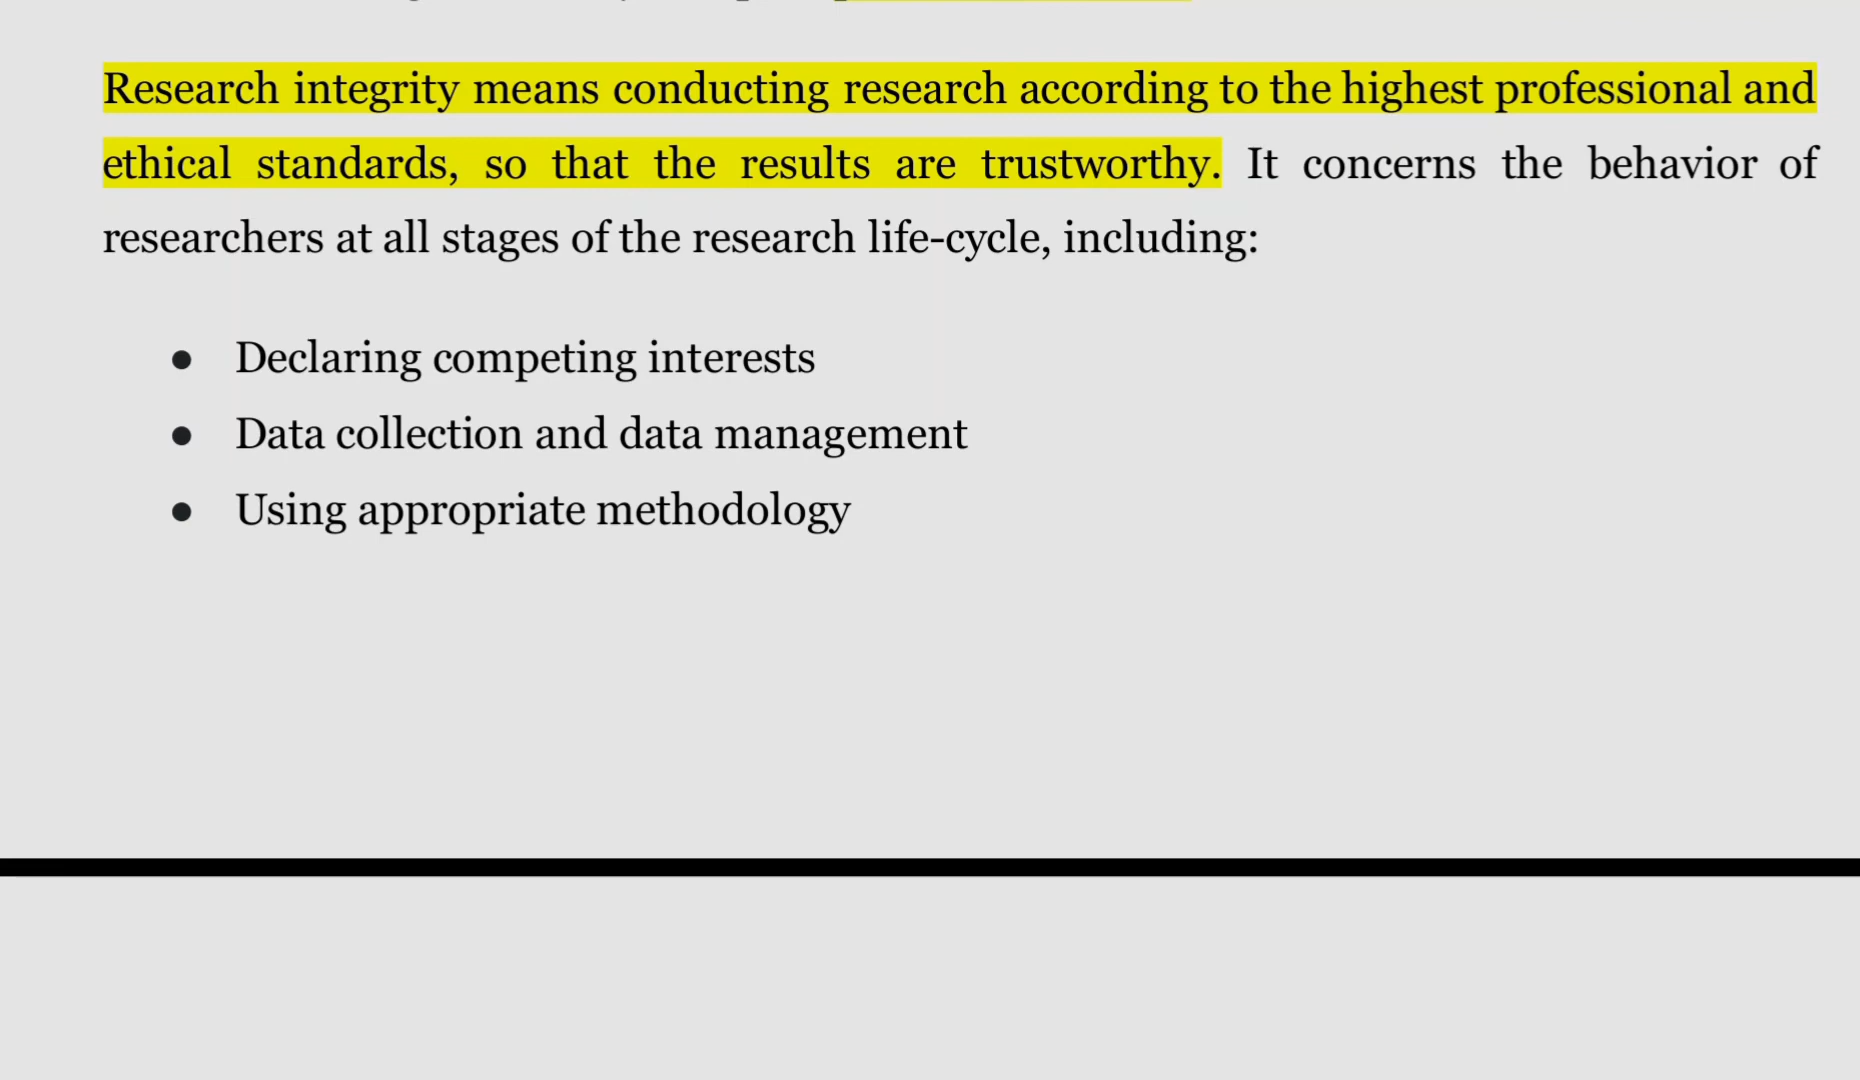 Research integrity means conducting research according to the highest professional and
ethical standards, so that the results are trustworthy. It concerns the behavior of
researchers at all stages of the research life-cycle, including:
● Declaring competing interests
● Data collection and data management
● Using appropriate methodology